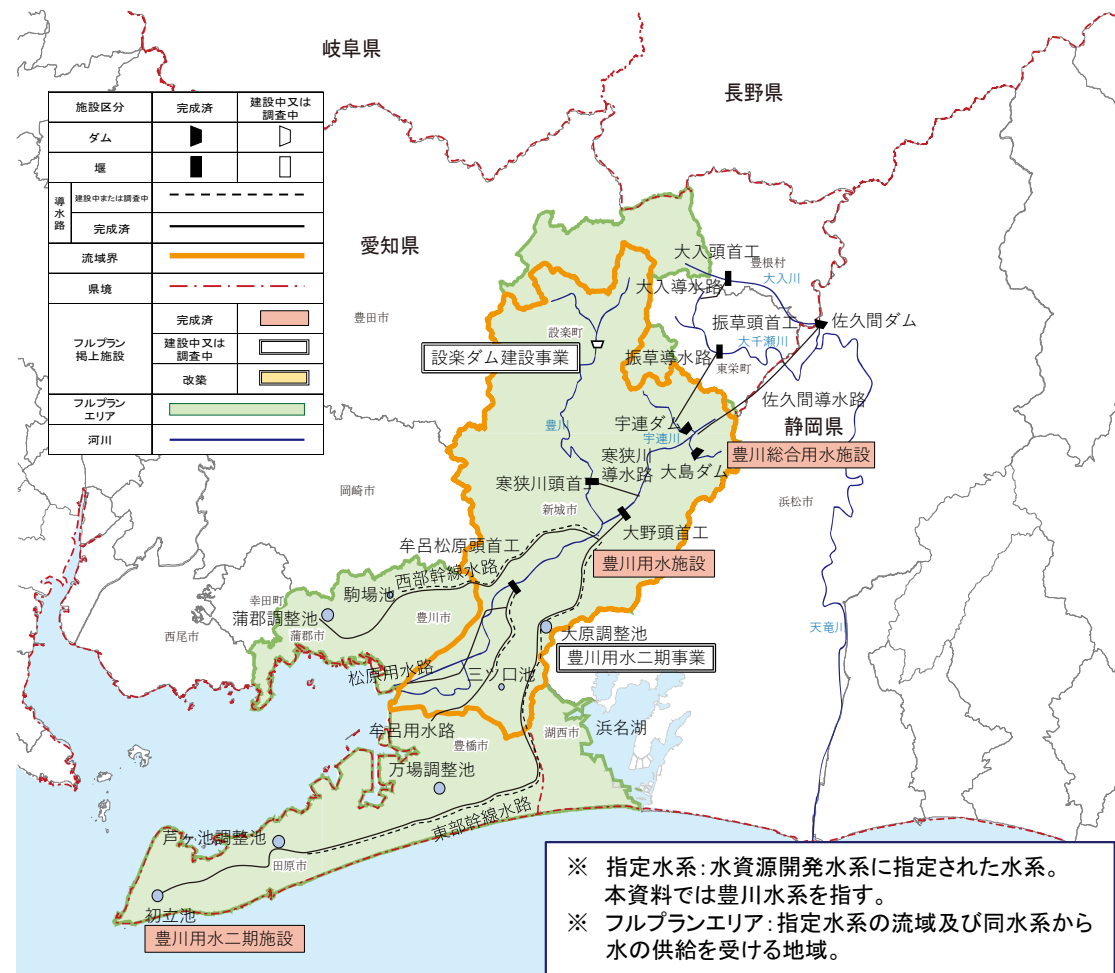 岐阜県
長野県
愛知県
静岡県
施設区分
完成済
建設中又は
調査中
ダム
堰
導水路
建設中または調査中
完成済
流域界
県境
フルプラン
掲上施設
完成済
建設中又は
調査中
改築
フルプラン
エリア
河川
大入頭首工
豊根村
大入川
大入導水路
振草頭首工
佐久間ダム
大千瀬川
振草導水路
東栄町
佐久間導水路
豊田市
設楽町
設楽ダム建設事業
豊川
宇連ダム
宇連川
豊川総合用水施設
寒狭川
導水路
大島ダム
寒狭川頭首工
岡崎市
新城市
浜松市
大野頭首工
牟呂松原頭首工
豊川用水施設
西部幹線水路
駒場池
幸田町
蒲郡調整池
豊川市
西尾市
蒲郡市
大原調整池
天竜川
豊川用水二期事業
松原用水路
三ツ口池
牟呂用水路
豊橋市
湖西市
浜名湖
万場調整池
東部幹線水路
芦ヶ池調整池
田原市
初立池
豊川用水二期施設
※ 指定水系:水資源開発水系に指定された水系。
本資料では豊川水系を指す。
※ フルプランエリア:指定水系の流域及び同水系から
水の供給を受ける地域。